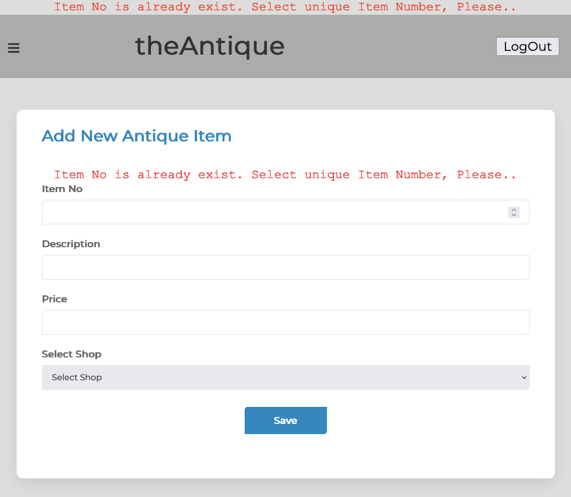 Item No is already exist. Select unique Item Number, Please..
theAntique
LogOut
Add New Antique Item
Item No is already exist. Select unique Item Number, Please..
Item No
Description
Price
Select Shop
Select Shop
Save